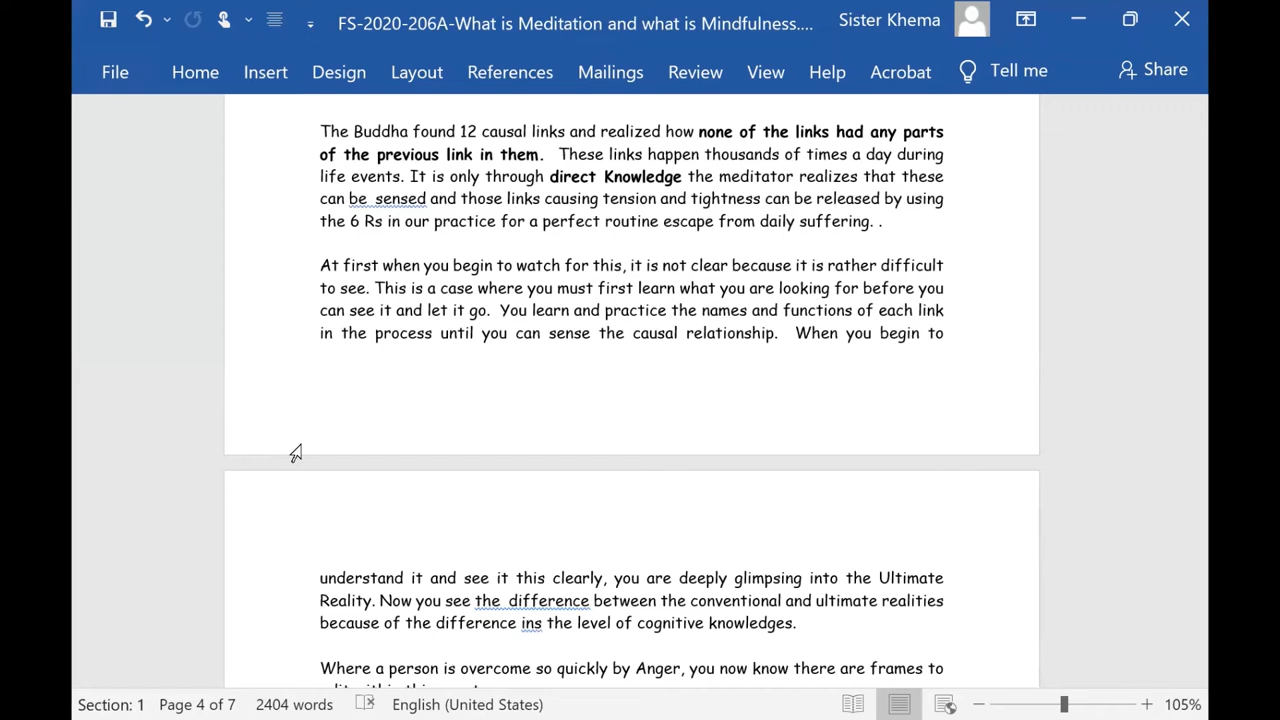 FS-2020-206A-What is Meditation and what is Mindfulness....
Sister Khema
File Home Insert Design Layout References Mailings Review View Help Acrobat Tell me Share
The Buddha found 12 causal links and realized how none of the links had any parts
of the previous link in them. These links happen thousands of times a day during
life events. It is only through direct Knowledge the meditator realizes that these
can be sensed and those links causing tension and tightness can be released by using
the 6 Rs in our practice for a perfect routine escape from daily suffering. .
At first when you begin to watch for this, it is not clear because it is rather difficult
to see. This is a case where you must first learn what you are looking for before you
can see it and let it go. You learn and practice the names and functions of each link
in the process until you can sense the causal relationship. When you begin to
understand it and see it this clearly, you are deeply glimpsing into the Ultimate
Reality. Now you see the difference between the conventional and ultimate realities
because of the difference ins the level of cognitive knowledges.
Where a person is overcome so quickly by Anger, you now know there are frames to
Section: 1 Page 4 of 7 2404 words English (United States) 105%